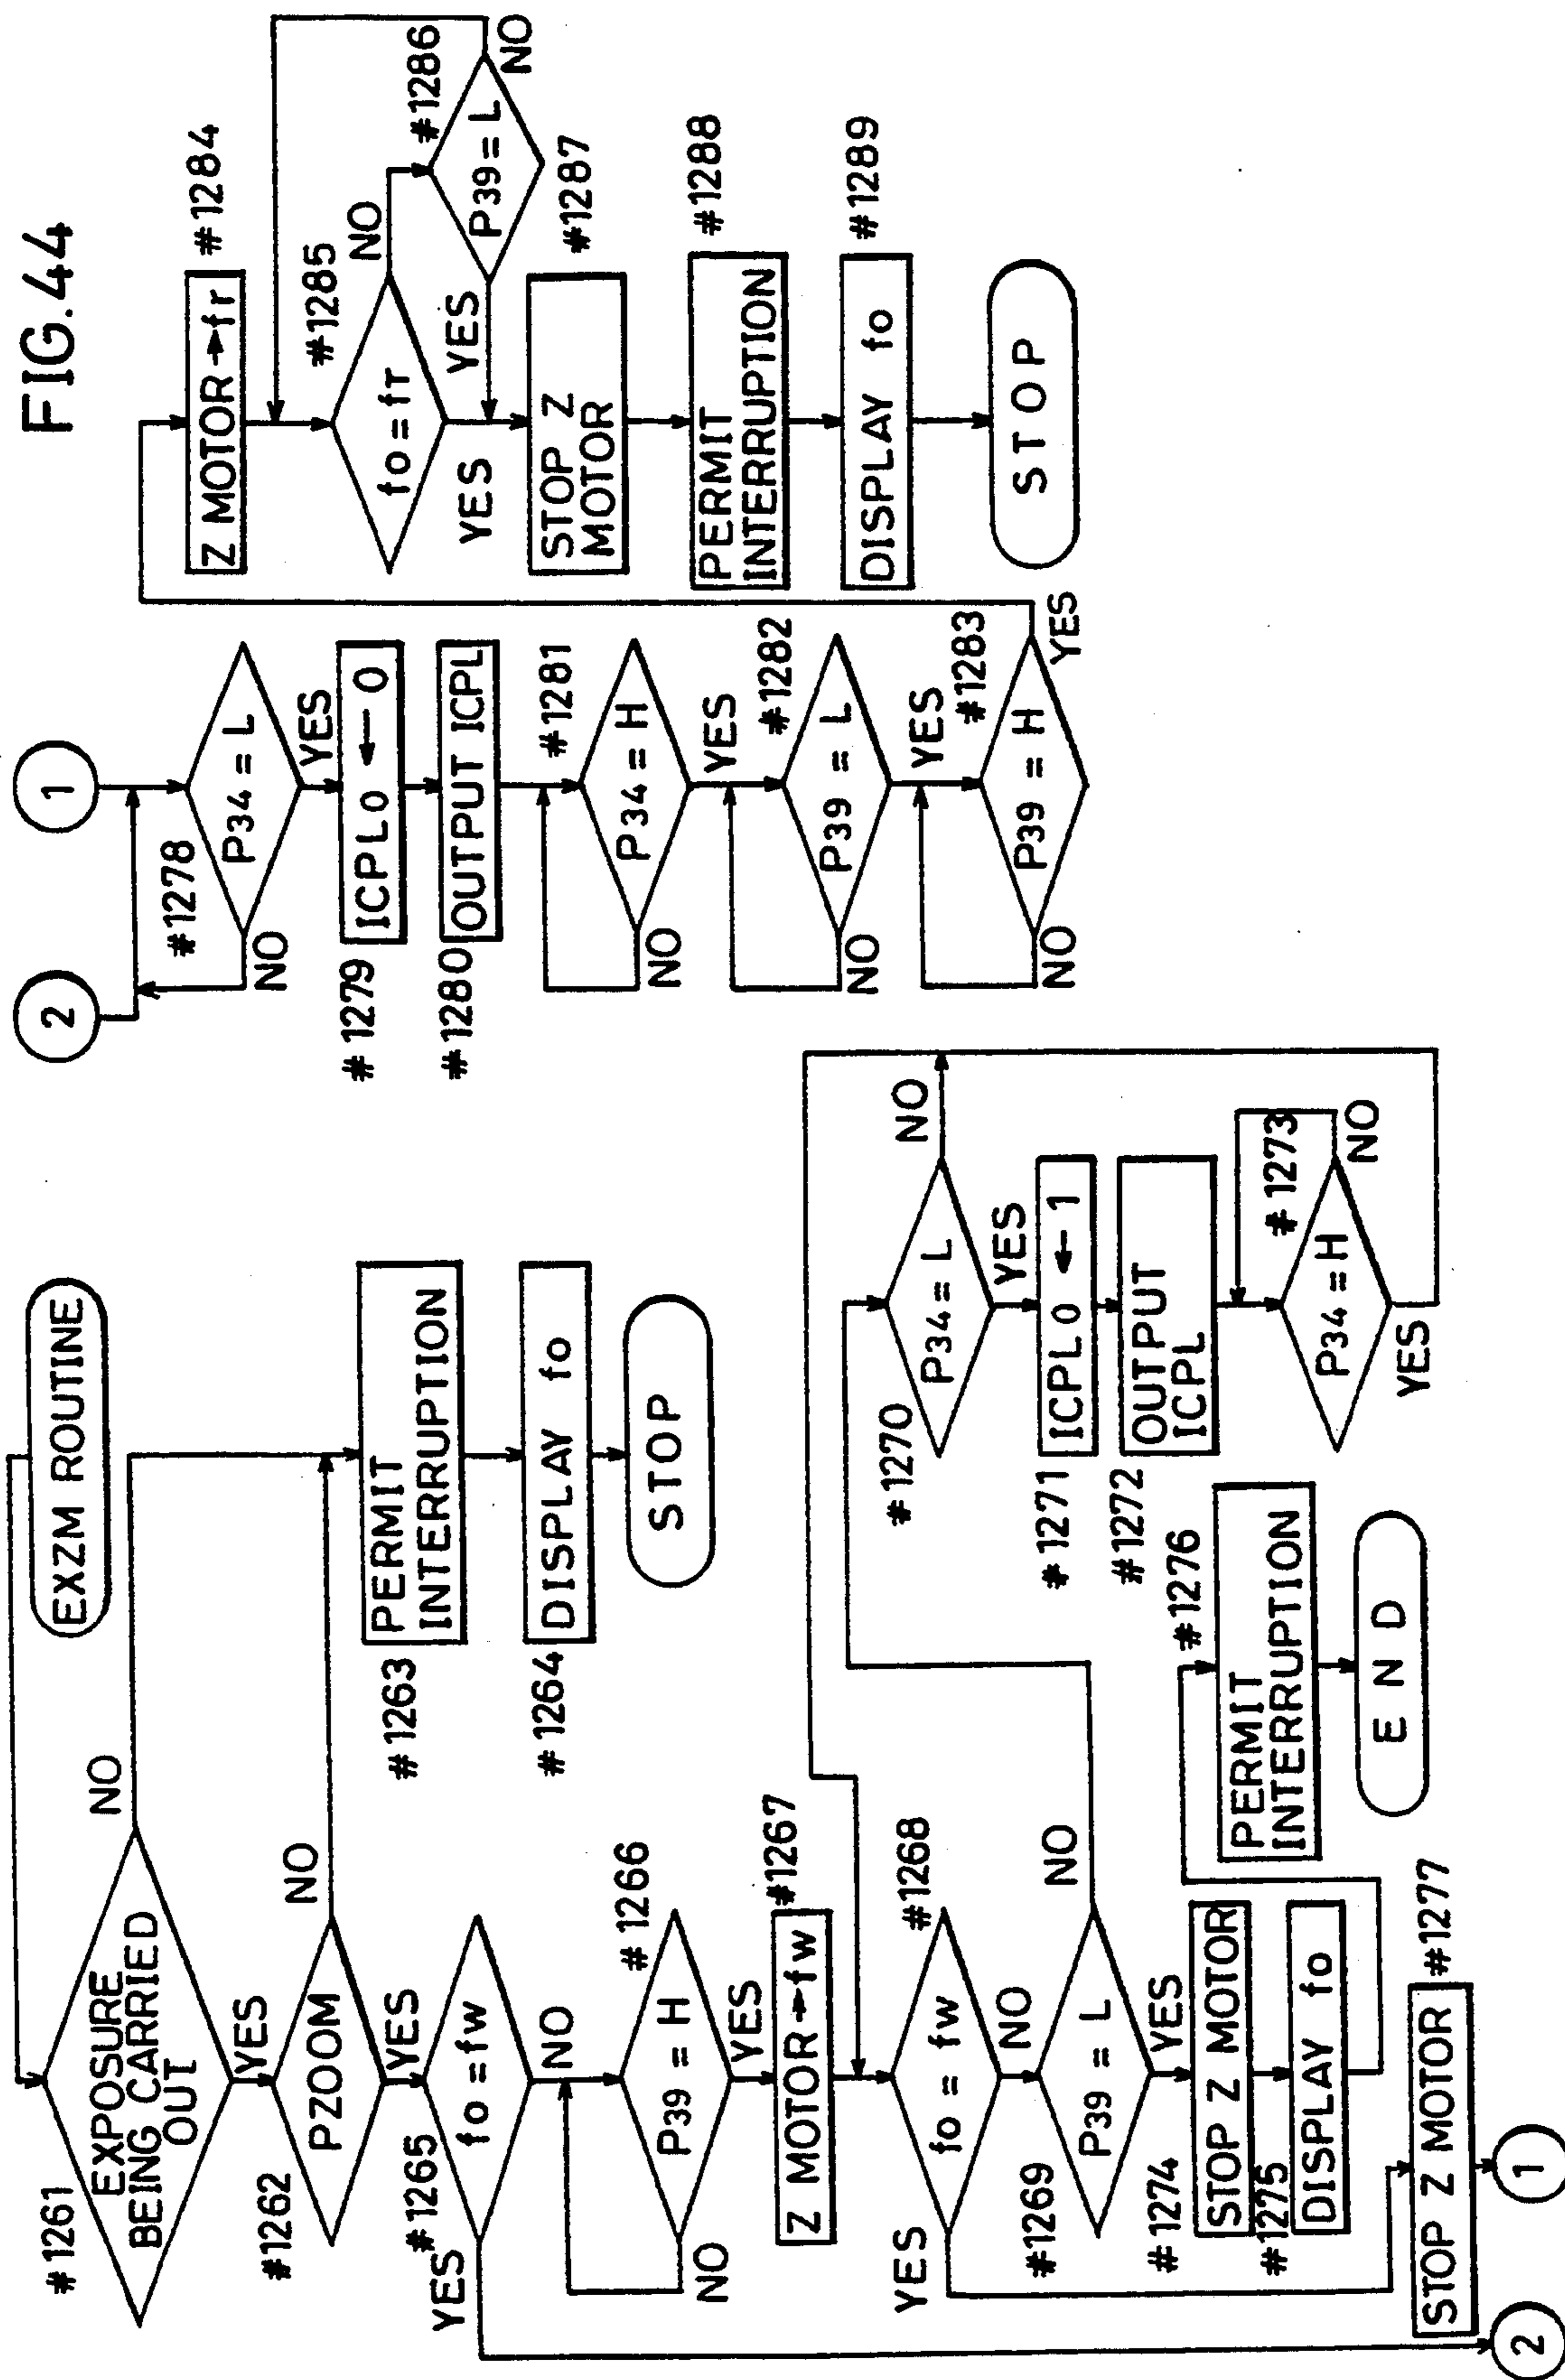 FIG.44
EXZM ROUTINE
#1261
EXPOSURE
BEING CARRIED
OUT
NO
YES
#1262
PZOOM
NO
YES
#1263
PERMIT
INTERRUPTION
#1264
DISPLAY fo
STOP
#1265
fo = fw
YES
NO
#1266
P39 = H
NO
YES
Z MOTOR→fw
#1267
#1268
fo = fw
YES
NO
#1269
P39 = L
NO
YES
#1274
STOP Z MOTOR
#1275
DISPLAY fo
#1276
PERMIT
INTERRUPTION
END
STOP Z MOTOR
#1277
2
1
#1270
P34 = L
NO
YES
#1271
ICPL0 ← 1
#1272
OUTPUT
ICPL
#1273
P34 = H
NO
YES
2
1
#1278
P34 = L
NO
YES
#1279
ICPL0 ← 0
#1280
OUTPUT ICPL
#1281
P34 = H
NO
YES
#1282
P39 = L
NO
YES
#1283
P39 = H
NO
YES
Z MOTOR→fr
#1284
#1285
fo = fr
NO
YES
#1286
P39 = L
NO
YES
STOP Z
MOTOR
#1287
PERMIT
INTERRUPTION
#1288
DISPLAY fo
#1289
STOP